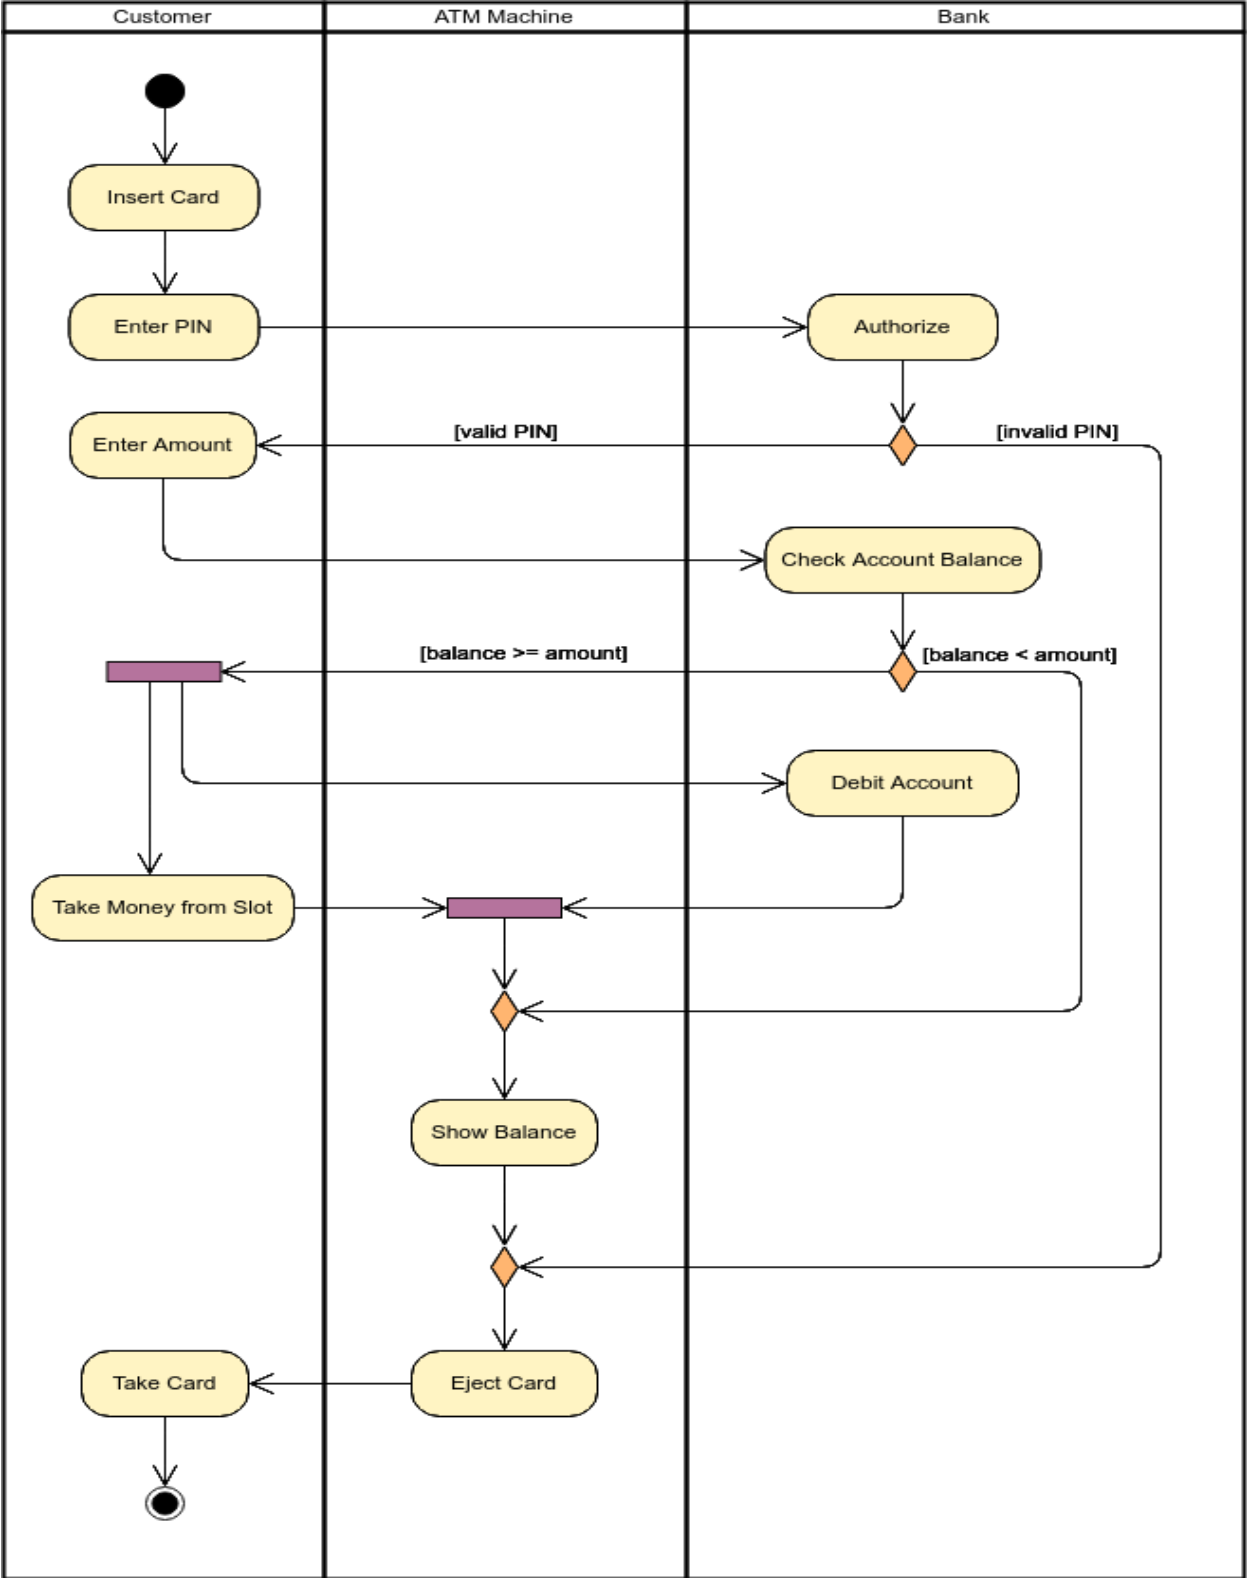 Customer
ATM Machine
Bank
Insert Card
Enter PIN
Authorize
Enter Amount
[valid PIN]
[invalid PIN]
Check Account Balance
[balance >= amount]
[balance < amount]
Debit Account
Take Money from Slot
Show Balance
Take Card
Eject Card